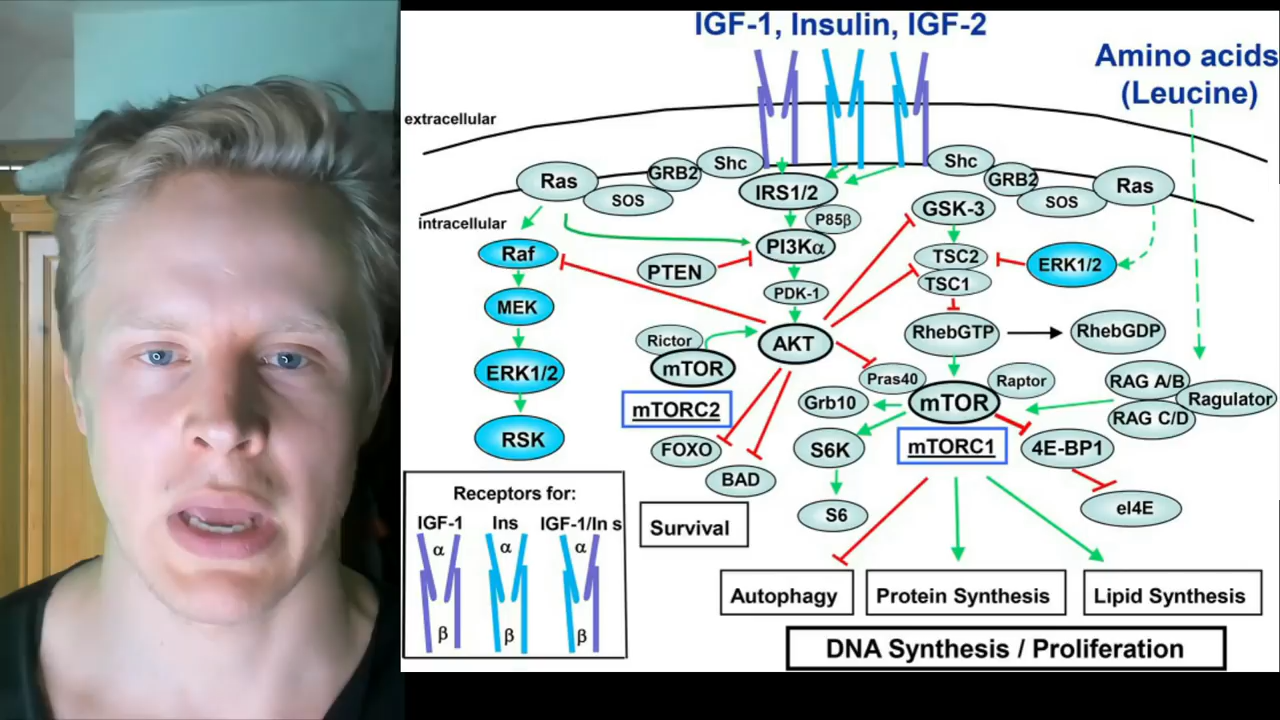 IGF-1, Insulin, IGF-2
Amino acids
(Leucine)
extracellular
Ras
SOS
GRB2
Shc
IRS1/2
P85β
Shc
GRB2
SOS
Ras
intracellular
Raf
PTEN
PI3Kα
GSK-3
TSC2
TSC1
ERK1/2
MEK
PDK-1
Rictor
mTOR
AKT
RhebGTP
RhebGDP
ERK1/2
mTORC2
Pras40
Grb10
mTOR
Raptor
RAG A/B
RAG C/D
Ragulator
RSK
FOXO
BAD
S6K
mTORC1
4E-BP1
S6
eI4E
Receptors for:
IGF-1
Ins
IGF-1/In s
α
α
α
β
β
β
Survival
Autophagy
Protein Synthesis
Lipid Synthesis
DNA Synthesis / Proliferation